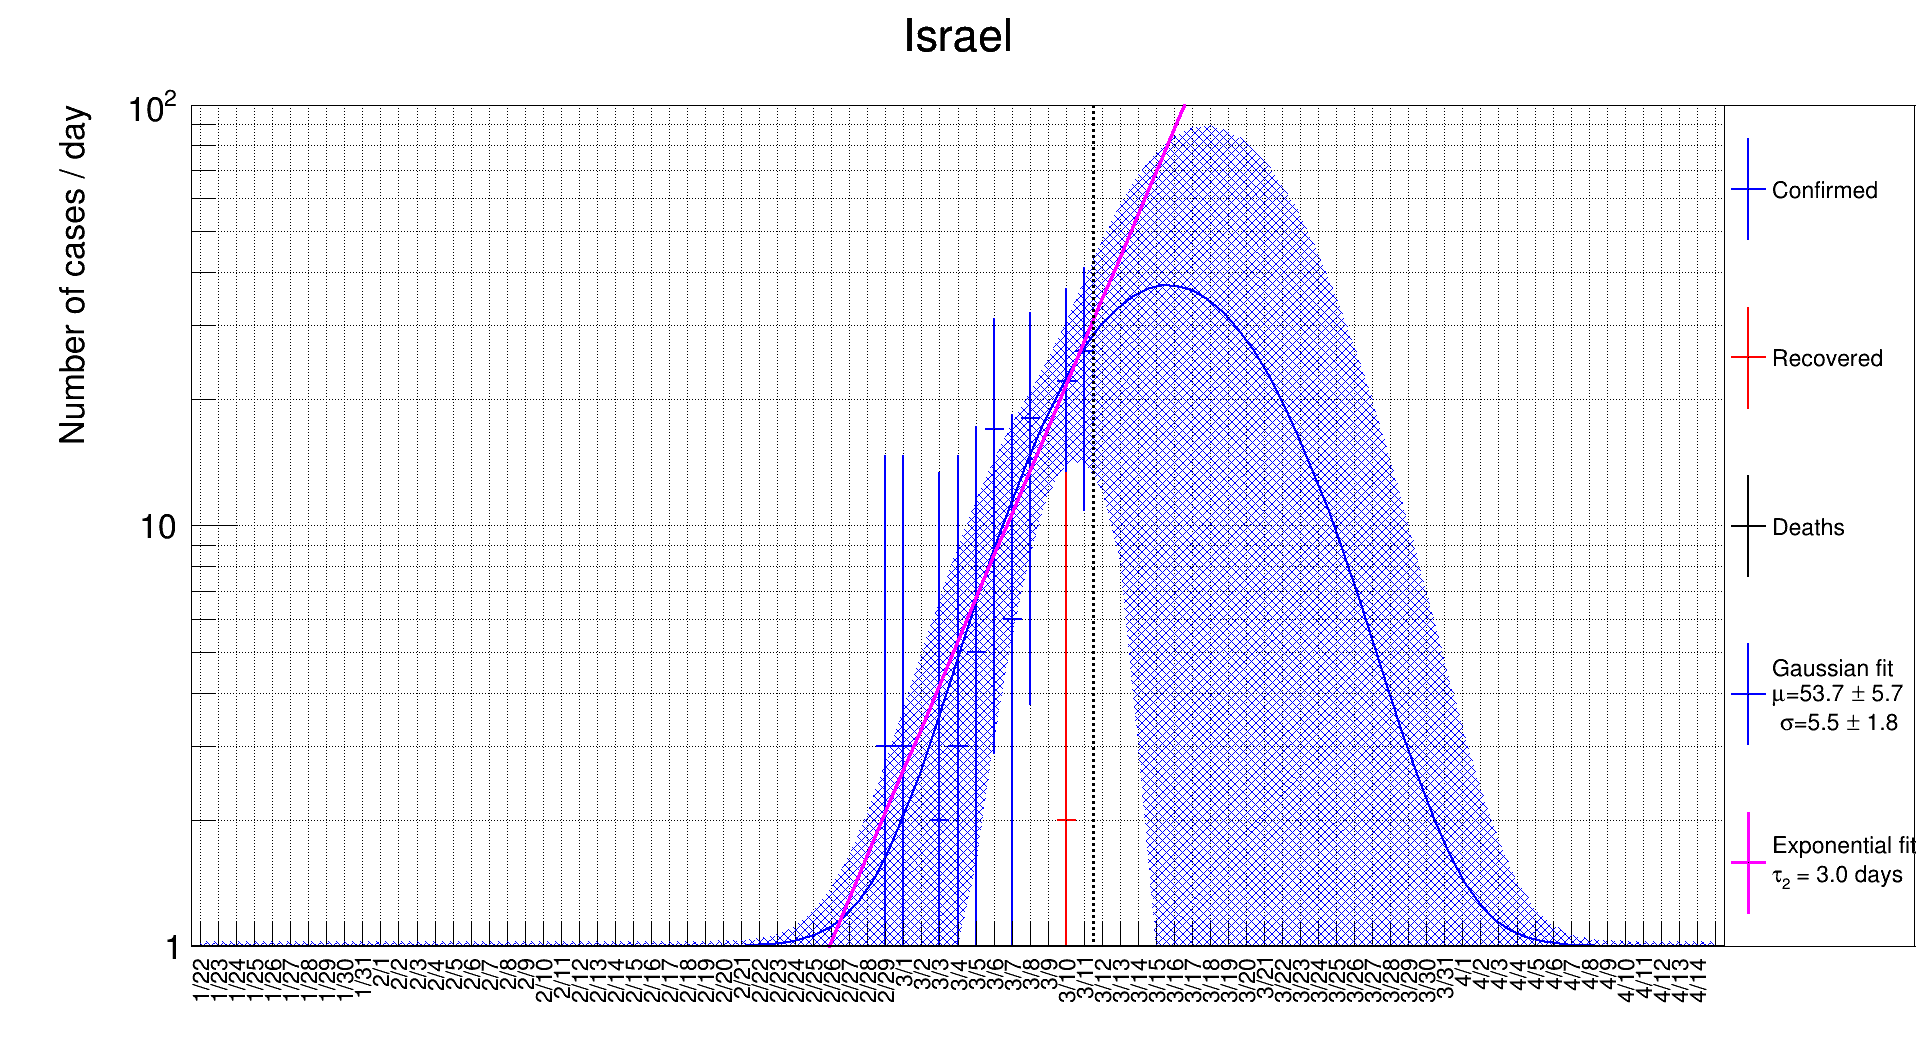 Israel
Number of cases / day
10²
10
1
1/22 1/23 1/24 1/25 1/26 1/27 1/28 1/29 1/30 1/31 2/1 2/2 2/3 2/4 2/5 2/6 2/7 2/8 2/9 2/10 2/11 2/12 2/13 2/14 2/15 2/16 2/17 2/18 2/19 2/20 2/21 2/22 2/23 2/24 2/25 2/26 2/27 2/28 2/29 3/1 3/2 3/3 3/4 3/5 3/6 3/7 3/8 3/9 3/10 3/11 3/12 3/13 3/14 3/15 3/16 3/17 3/18 3/19 3/20 3/21 3/22 3/23 3/24 3/25 3/26 3/27 3/28 3/29 3/30 3/31 4/1 4/2 4/3 4/4 4/5 4/6 4/7 4/8 4/9 4/10 4/11 4/12 4/13 4/14
Confirmed
Recovered
Deaths
Gaussian fit
μ=53.7 ± 5.7
σ=5.5 ± 1.8
Exponential fit
τ₂ = 3.0 days